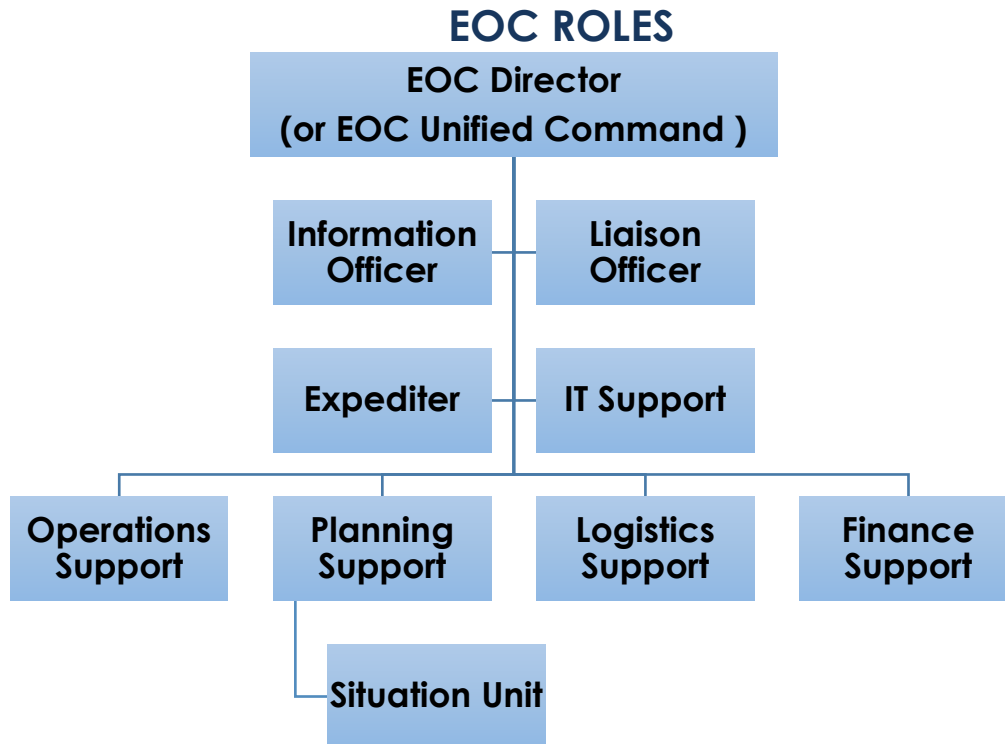 EOC ROLES
EOC Director
(or EOC Unified Command )
Information
Officer
Liaison
Officer
Expediter
IT Support
Operations
Support
Planning
Support
Logistics
Support
Finance
Support
Situation Unit